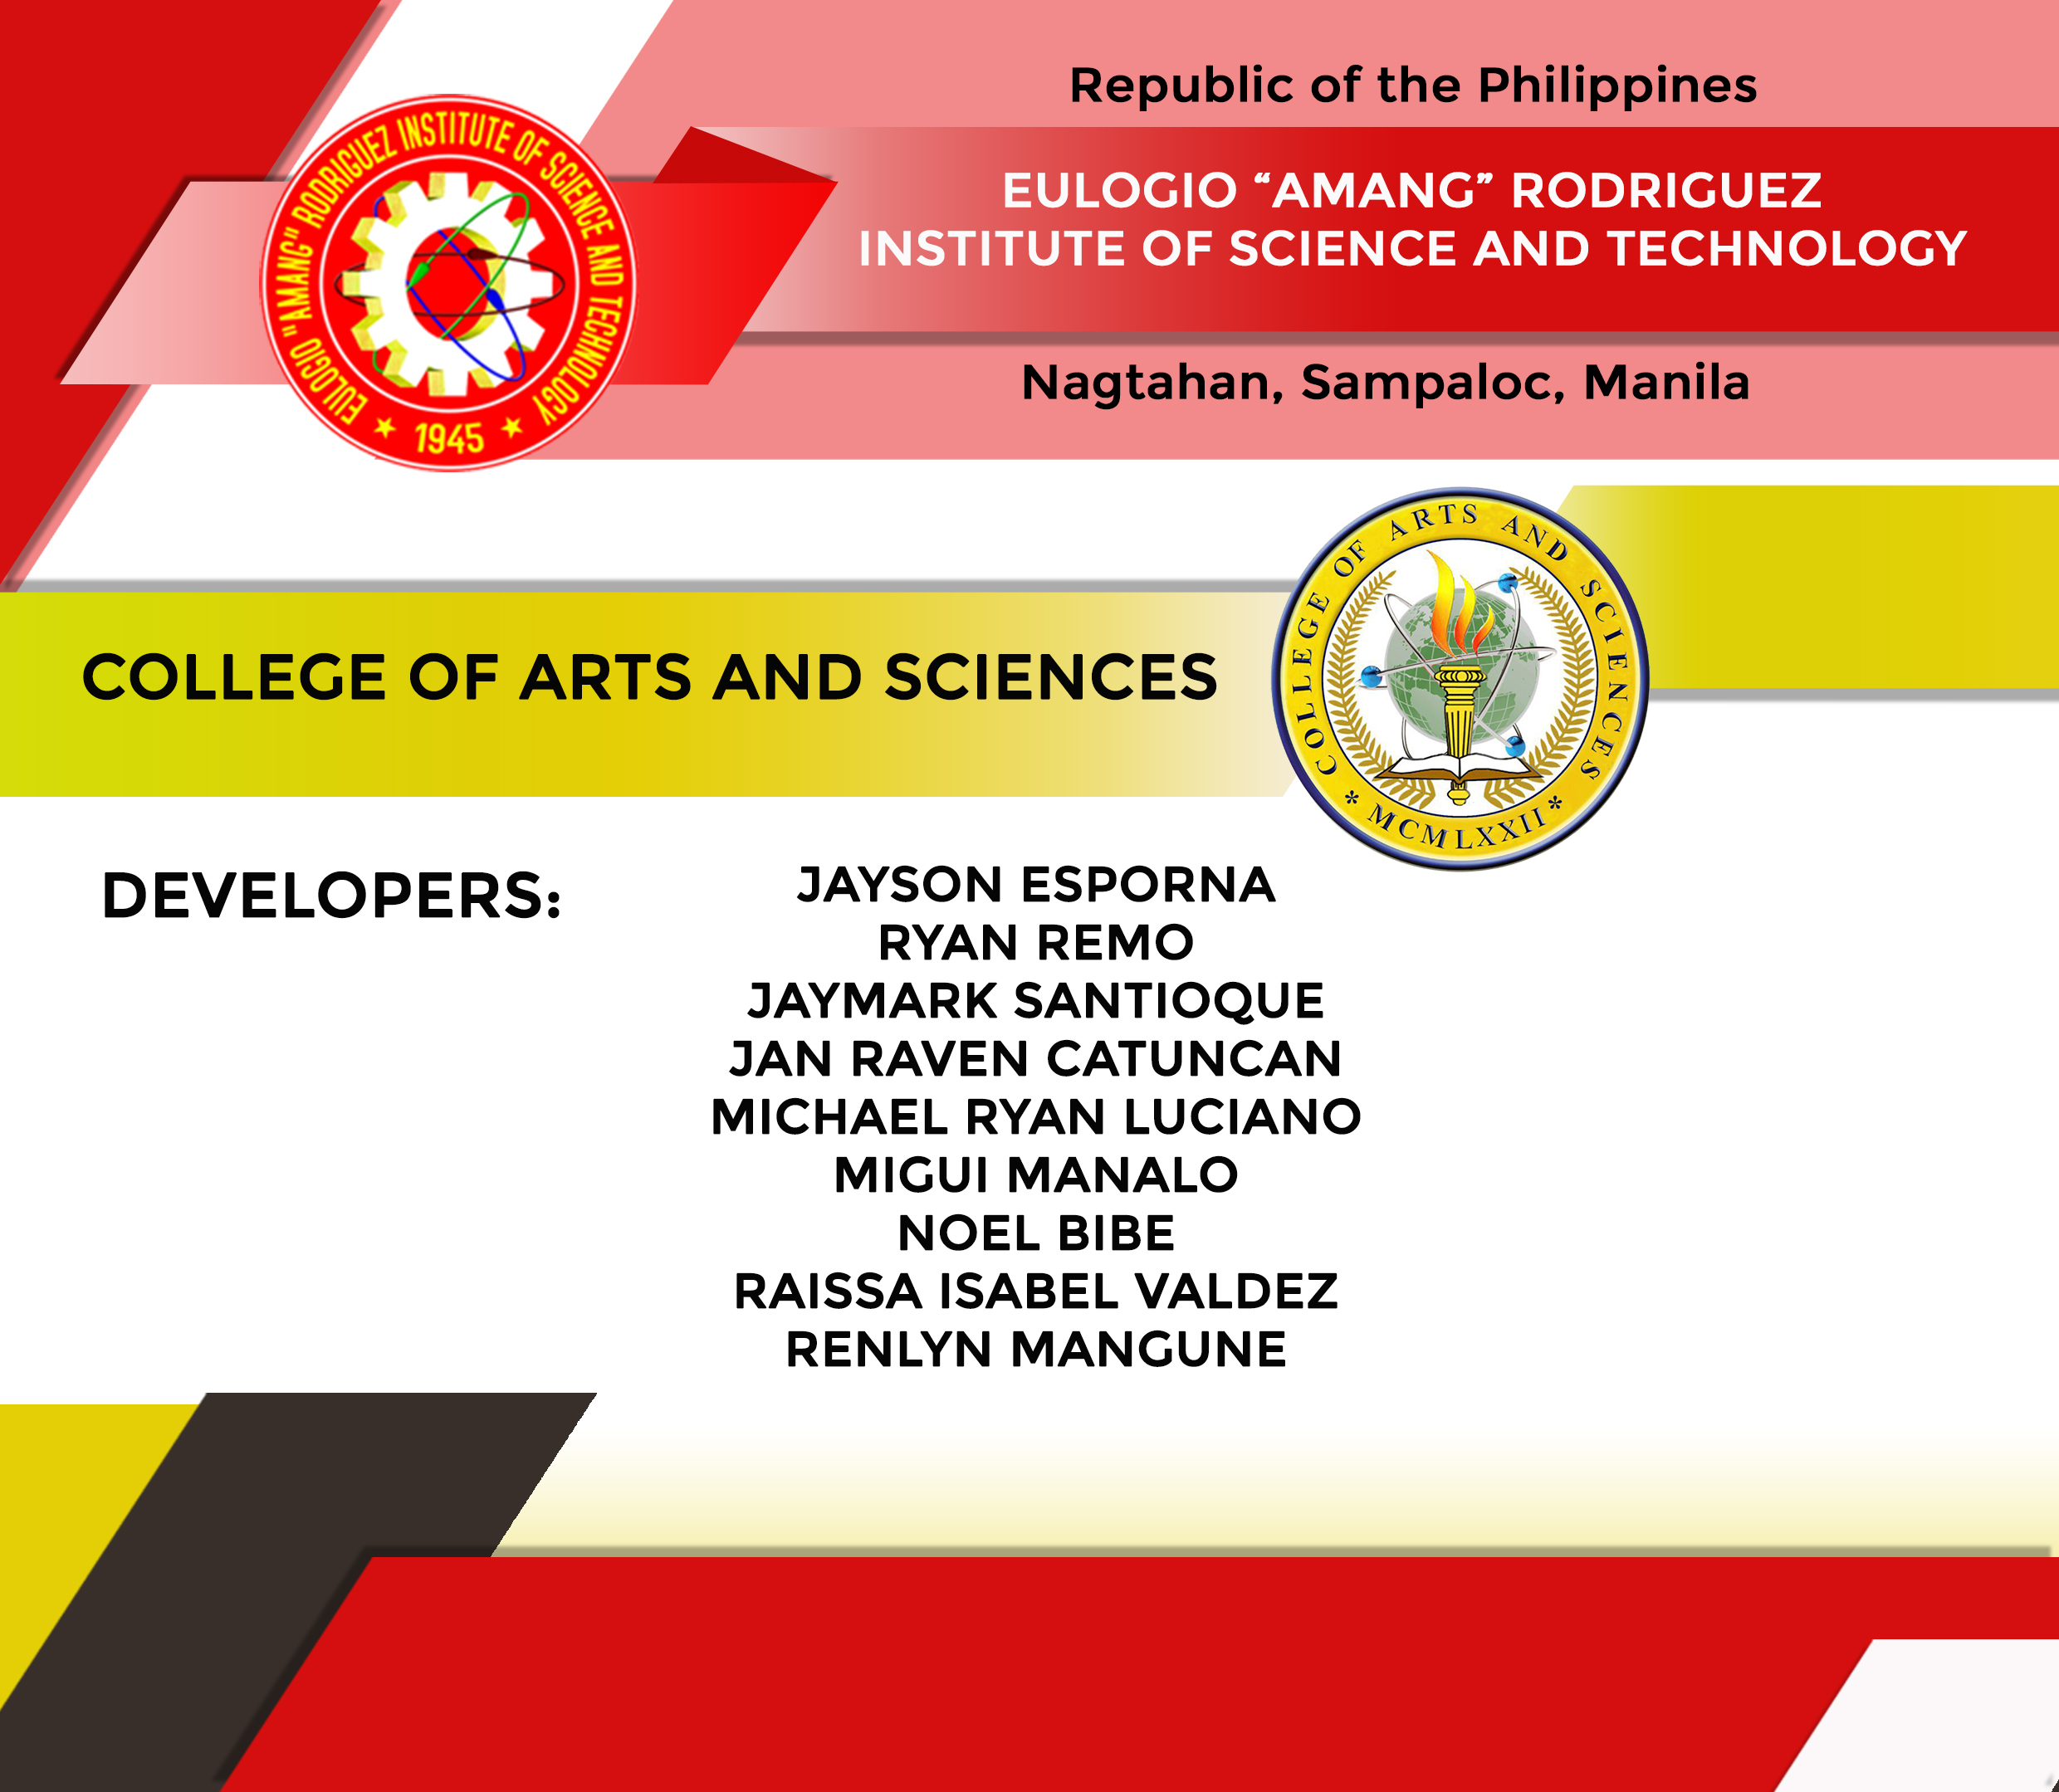 Republic of the Philippines
EULOGIO “AMANG” RODRIGUEZ
INSTITUTE OF SCIENCE AND TECHNOLOGY
Nagtahan, Sampaloc, Manila
EULOGIO "AMANG" RODRIGUEZ INSTITUTE OF SCIENCE AND TECHNOLOGY
★ 1945 ★
COLLEGE OF ARTS AND SCIENCES
COLLEGE OF ARTS AND SCIENCES
* MCMLXXII *
DEVELOPERS:
JAYSON ESPORNA
RYAN REMO
JAYMARK SANTIOQUE
JAN RAVEN CATUNCAN
MICHAEL RYAN LUCIANO
MIGUI MANALO
NOEL BIBE
RAISSA ISABEL VALDEZ
RENLYN MANGUNE